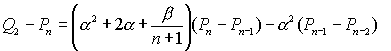 Q₂ − Pₙ = (α² + 2α + β/(n+1)) (Pₙ − Pₙ₋₁) − α² (Pₙ₋₁ − Pₙ₋₂)